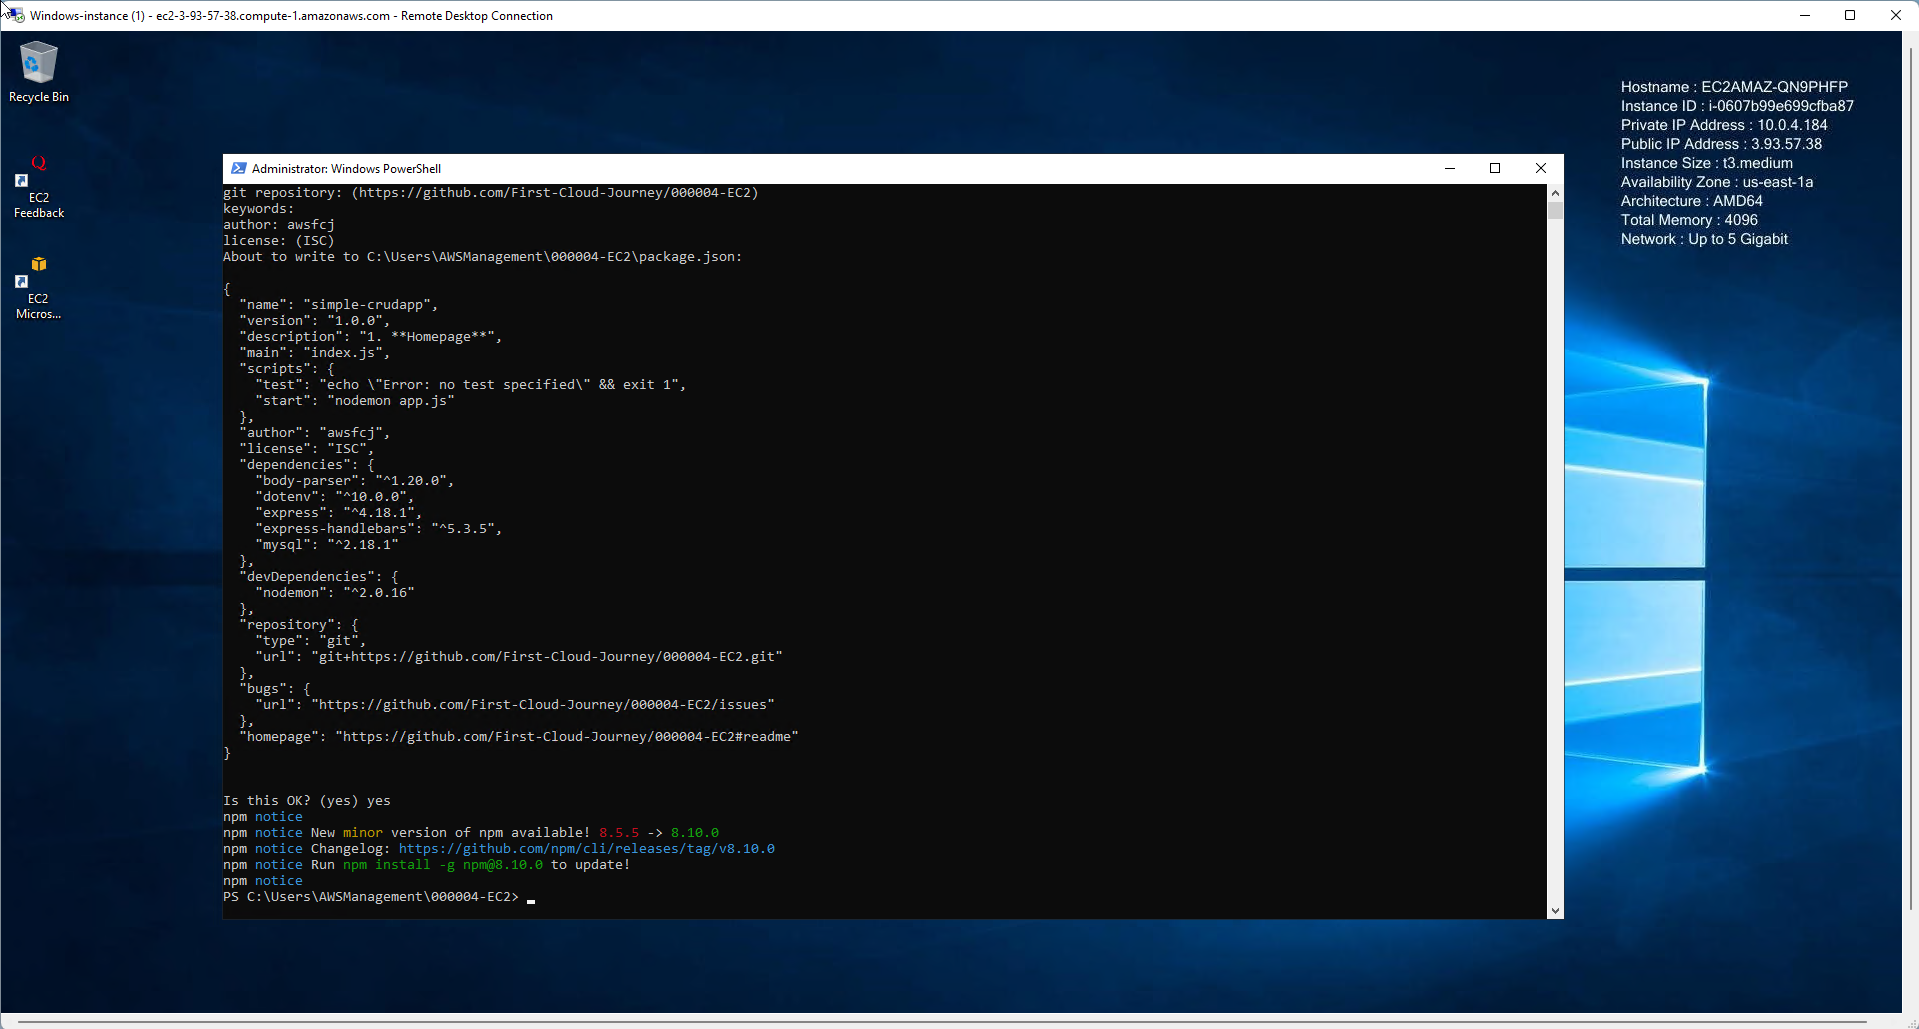 Windows-instance (1) - ec2-3-93-57-38.compute-1.amazonaws.com - Remote Desktop Connection
Recycle Bin
EC2
Feedback
EC2
Micros...
Hostname : EC2AMAZ-QN9PHFP
Instance ID : i-0607b99e699cfba87
Private IP Address : 10.0.4.184
Public IP Address : 3.93.57.38
Instance Size : t3.medium
Availability Zone : us-east-1a
Architecture : AMD64
Total Memory : 4096
Network : Up to 5 Gigabit
Administrator: Windows PowerShell
git repository: (https://github.com/First-Cloud-Journey/000004-EC2)
keywords:
author: awsfcj
license: (ISC)
About to write to C:\Users\AWSManagement\000004-EC2\package.json:
{
  "name": "simple-crudapp",
  "version": "1.0.0",
  "description": "1. **Homepage**",
  "main": "index.js",
  "scripts": {
    "test": "echo \"Error: no test specified\" && exit 1",
    "start": "nodemon app.js"
  },
  "author": "awsfcj",
  "license": "ISC",
  "dependencies": {
    "body-parser": "^1.20.0",
    "dotenv": "^10.0.0",
    "express": "^4.18.1",
    "express-handlebars": "^5.3.5",
    "mysql": "^2.18.1"
  },
  "devDependencies": {
    "nodemon": "^2.0.16"
  },
  "repository": {
    "type": "git",
    "url": "git+https://github.com/First-Cloud-Journey/000004-EC2.git"
  },
  "bugs": {
    "url": "https://github.com/First-Cloud-Journey/000004-EC2/issues"
  },
  "homepage": "https://github.com/First-Cloud-Journey/000004-EC2#readme"
}
Is this OK? (yes) yes
npm notice
npm notice New minor version of npm available! 8.5.5 -> 8.10.0
npm notice Changelog: https://github.com/npm/cli/releases/tag/v8.10.0
npm notice Run npm install -g npm@8.10.0 to update!
npm notice
PS C:\Users\AWSManagement\000004-EC2> _